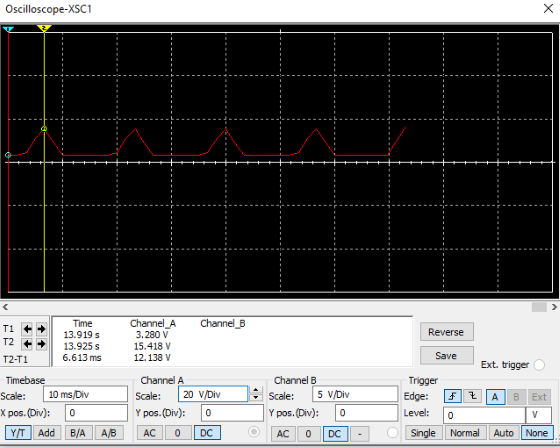 Oscilloscope-XSC1
1 2
Time Channel_A Channel_B
T1 13.919 s 3.280 V
T2 13.925 s 15.418 V
T2-T1 6.613 ms 12.138 V
Reverse
Save
Ext. trigger
Timebase Channel A Channel B Trigger
Scale: 10 ms/Div Scale: 20 V/Div Scale: 5 V/Div Edge: A B Ext
X pos.(Div): 0 Y pos.(Div): 0 Y pos.(Div): 0 Level: 0 V
Y/T Add B/A A/B AC 0 DC AC 0 DC - Single Normal Auto None